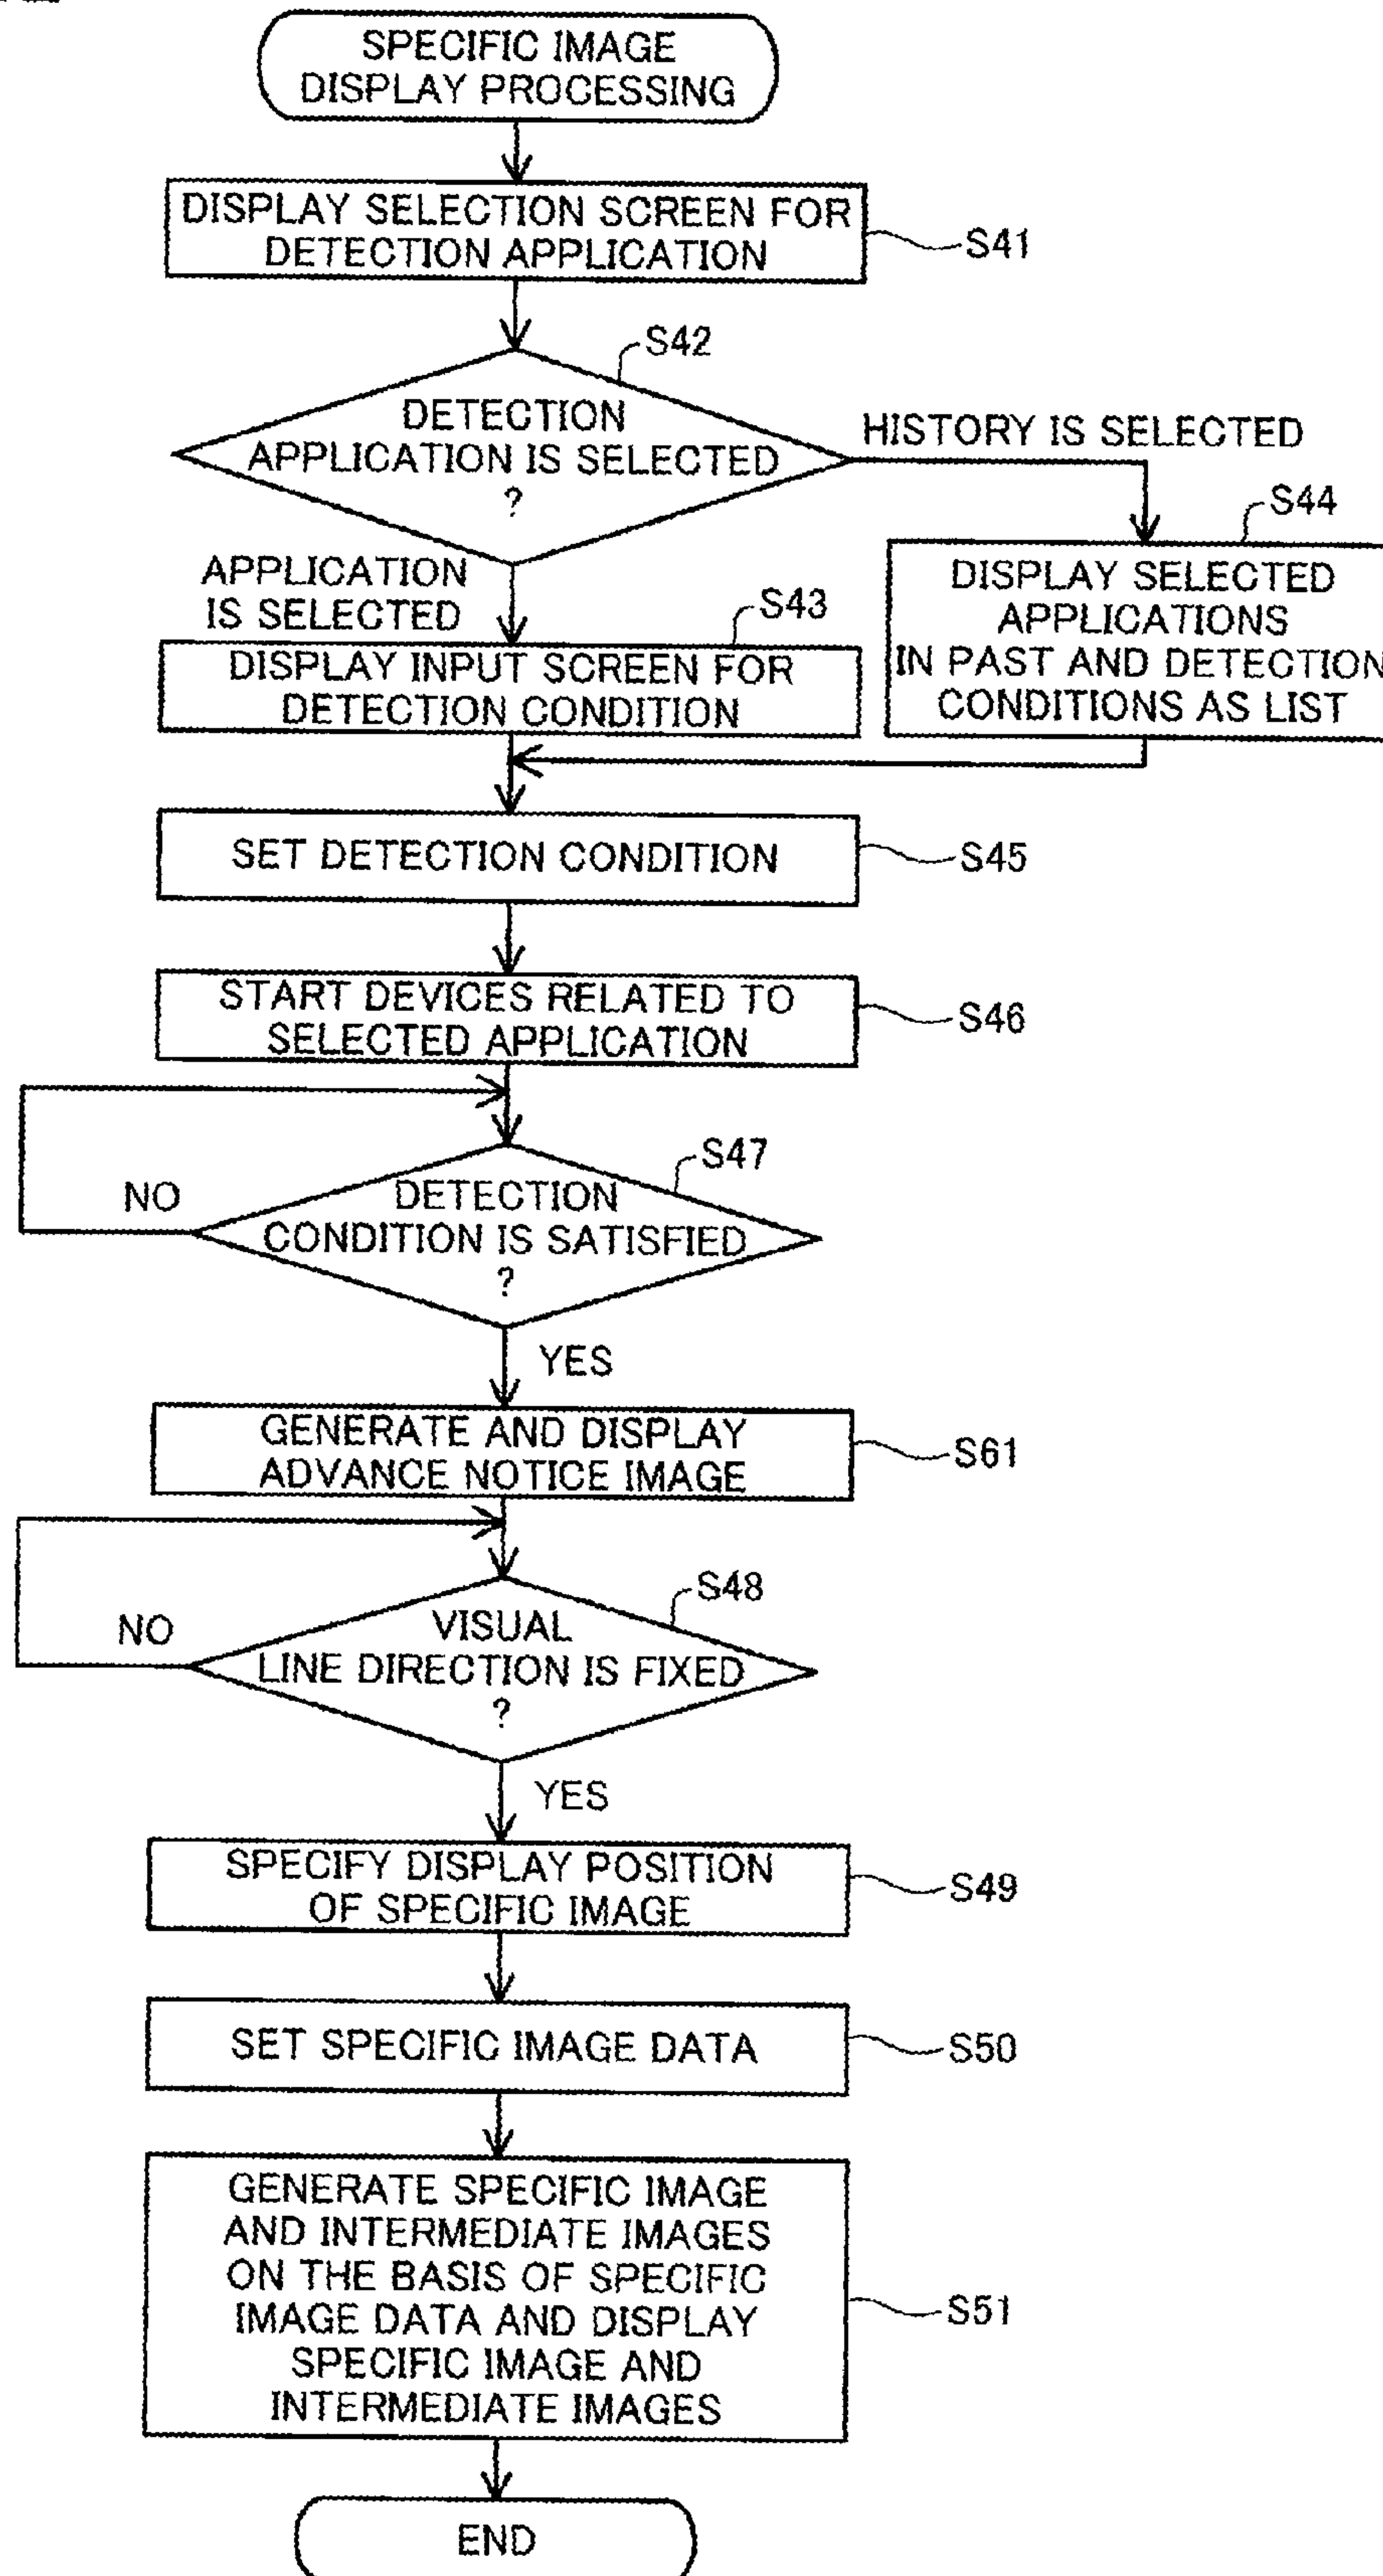 SPECIFIC IMAGE
DISPLAY PROCESSING
DISPLAY SELECTION SCREEN FOR
DETECTION APPLICATION
S41
S42
DETECTION
APPLICATION IS SELECTED
?
HISTORY IS SELECTED
S44
DISPLAY SELECTED
APPLICATIONS
IN PAST AND DETECTION
CONDITIONS AS LIST
APPLICATION
IS SELECTED
S43
DISPLAY INPUT SCREEN FOR
DETECTION CONDITION
SET DETECTION CONDITION
S45
START DEVICES RELATED TO
SELECTED APPLICATION
S46
S47
NO
DETECTION
CONDITION IS SATISFIED
?
YES
GENERATE AND DISPLAY
ADVANCE NOTICE IMAGE
S61
S48
NO
VISUAL
LINE DIRECTION IS FIXED
?
YES
SPECIFY DISPLAY POSITION
OF SPECIFIC IMAGE
S49
SET SPECIFIC IMAGE DATA
S50
GENERATE SPECIFIC IMAGE
AND INTERMEDIATE IMAGES
ON THE BASIS OF SPECIFIC
IMAGE DATA AND DISPLAY
SPECIFIC IMAGE AND
INTERMEDIATE IMAGES
S51
END